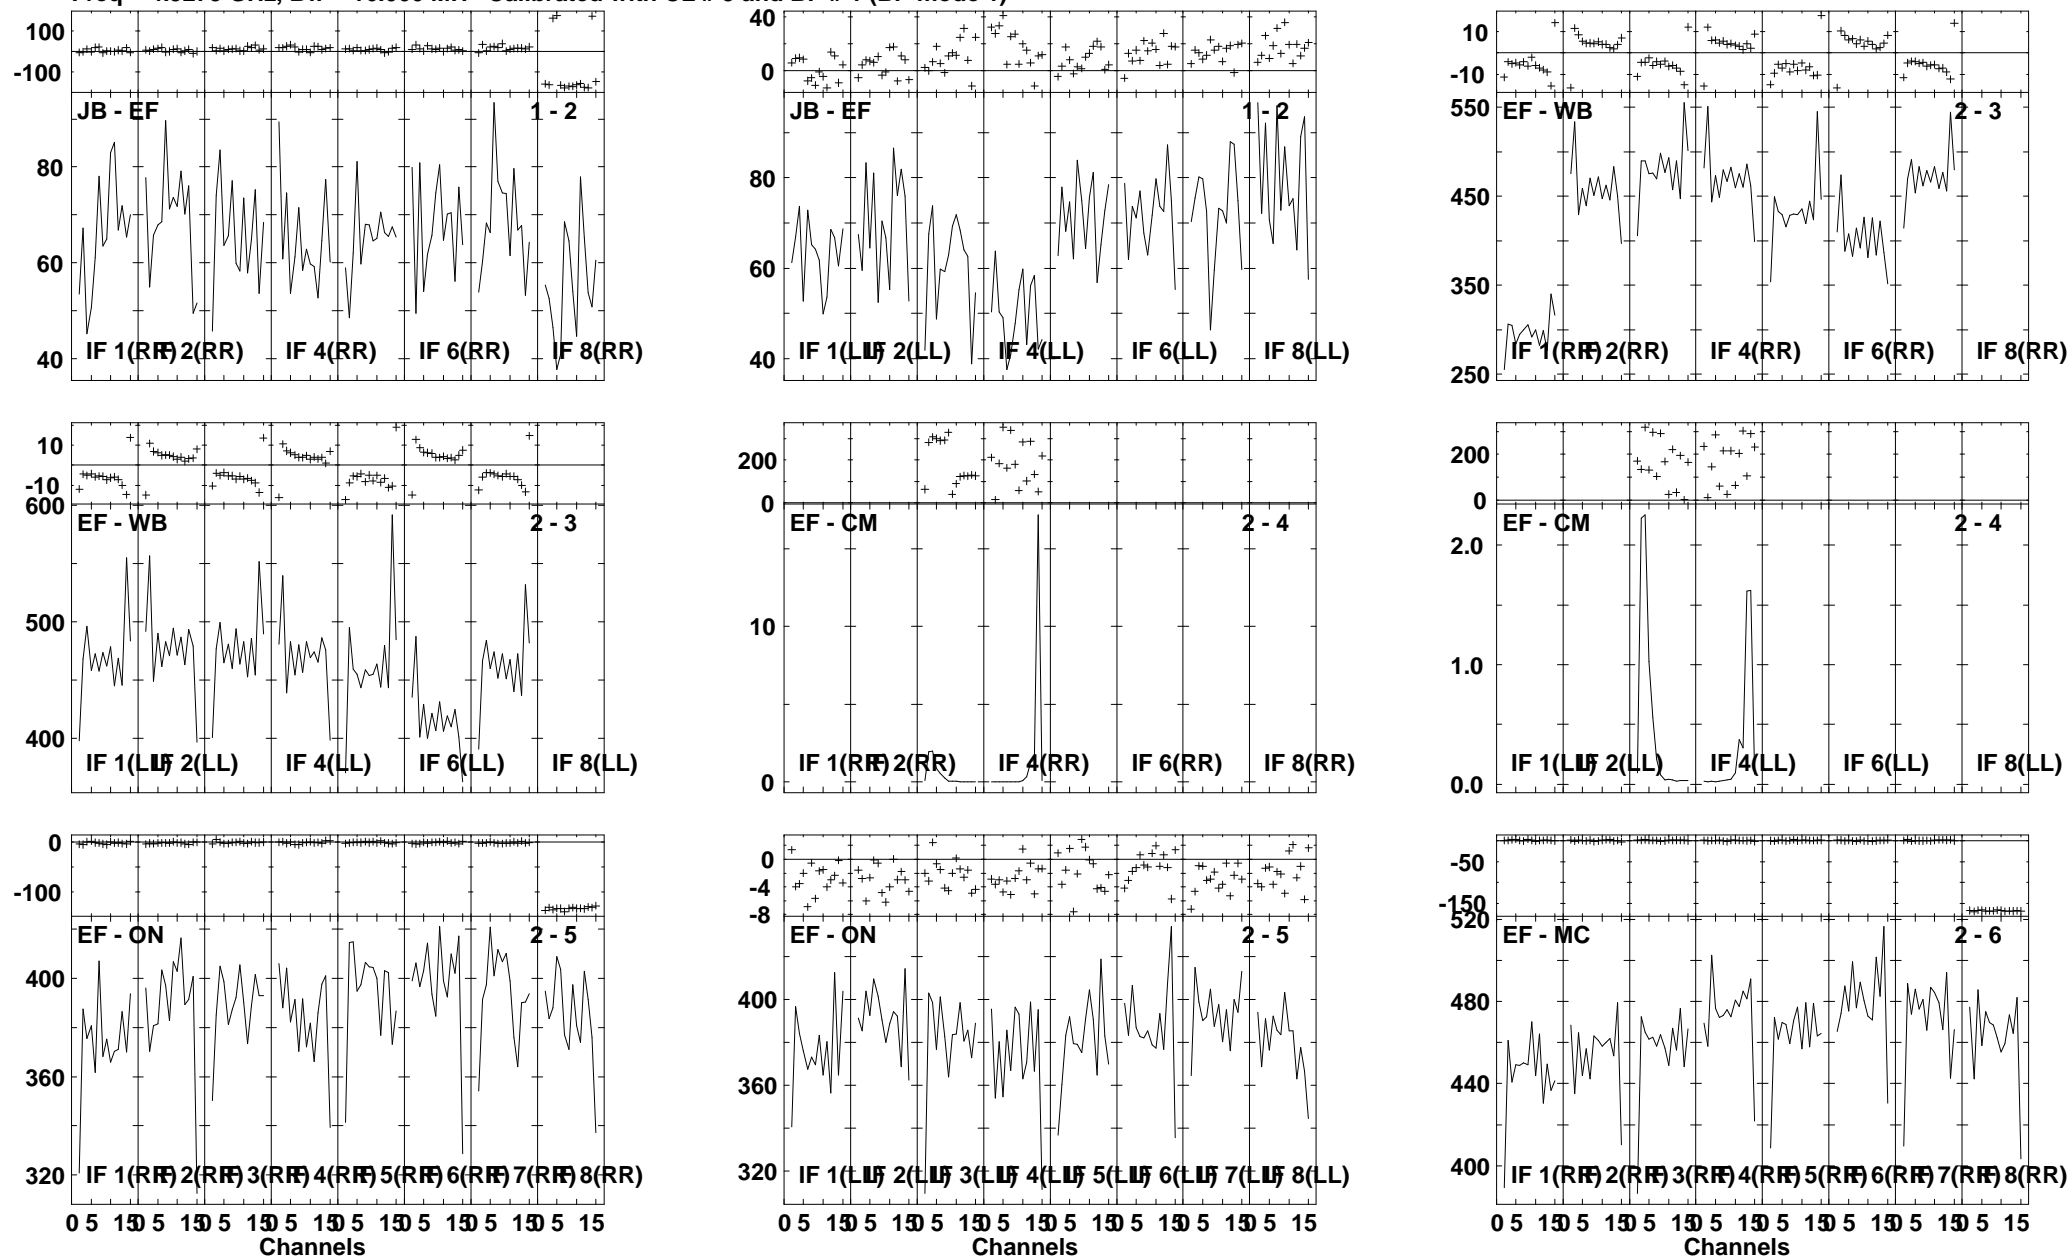 100
-100
JB - EF 1 - 2
80
60
40
IF 1(RR) IF 2(RR) IF 4(RR) IF 6(RR) IF 8(RR)
40
0
JB - EF 1 - 2
80
60
40
IF 1(LL) IF 2(LL) IF 4(LL) IF 6(LL) IF 8(LL)
10
-10
550
EF - WB 2 - 3
450
350
250
IF 1(RR) IF 2(RR) IF 4(RR) IF 6(RR) IF 8(RR)
10
-10
600
EF - WB 2 - 3
500
400
IF 1(LL) IF 2(LL) IF 4(LL) IF 6(LL) IF 8(LL)
200
0
EF - CM 2 - 4
10
0
IF 1(RR) IF 2(RR) IF 4(RR) IF 6(RR) IF 8(RR)
200
0
EF - CM 2 - 4
2.0
1.0
0.0
IF 1(LL) IF 2(LL) IF 4(LL) IF 6(LL) IF 8(LL)
0
-100
EF - ON 2 - 5
400
360
320
IF 1(RR) IF 2(RR) IF 3(RR) IF 4(RR) IF 5(RR) IF 6(RR) IF 7(RR) IF 8(RR)
0 5 15 0 5 15 0 5 15 0 5 15 0 5 15 0 5 15 0 5 15 0 5 15
Channels
0
-4
-8
EF - ON 2 - 5
400
360
320
IF 1(LL) IF 2(LL) IF 3(LL) IF 4(LL) IF 5(LL) IF 6(LL) IF 7(LL) IF 8(LL)
0 5 15 0 5 15 0 5 15 0 5 15 0 5 15 0 5 15 0 5 15 0 5 15
Channels
-50
-150
520
EF - MC 2 - 6
480
440
400
IF 1(RR) IF 2(RR) IF 3(RR) IF 4(RR) IF 5(RR) IF 6(RR) IF 7(RR) IF 8(RR)
0 5 15 0 5 15 0 5 15 0 5 15 0 5 15 0 5 15 0 5 15 0 5 15
Channels